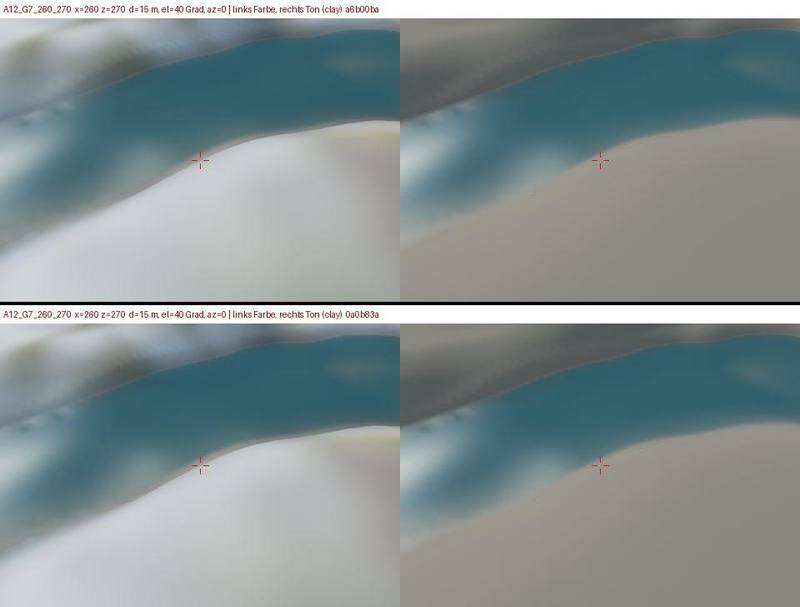 A12_G7_260_270 x=260 z=270 d=15 m, el=40 Grad, az=0 | links Farbe, rechts Ton (clay) a6b00ba
A12_G7_260_270 x=260 z=270 d=15 m, el=40 Grad, az=0 | links Farbe, rechts Ton (clay) 0a0b83a